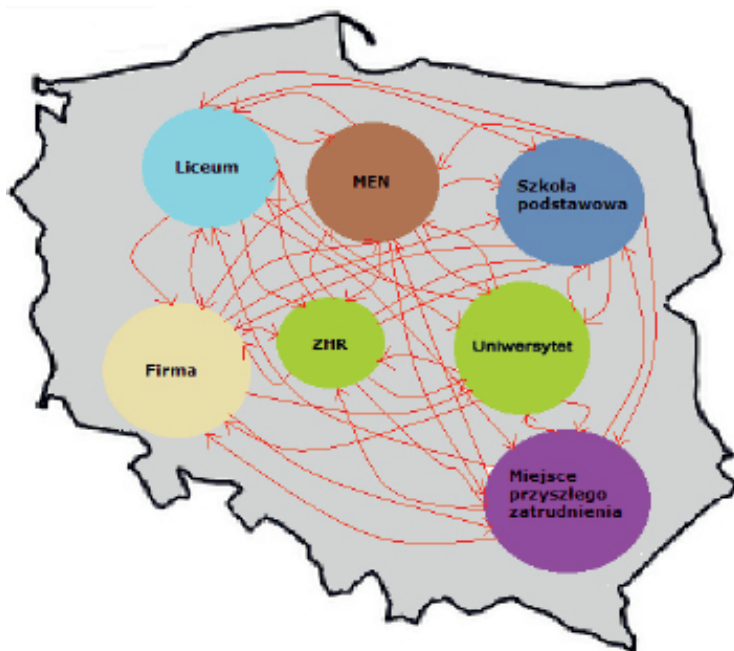 Liceum
MEN
Szkoła
podstawowa
Firma
ZHR
Uniwersytet
Miejsce
przyszłego
zatrudnienia